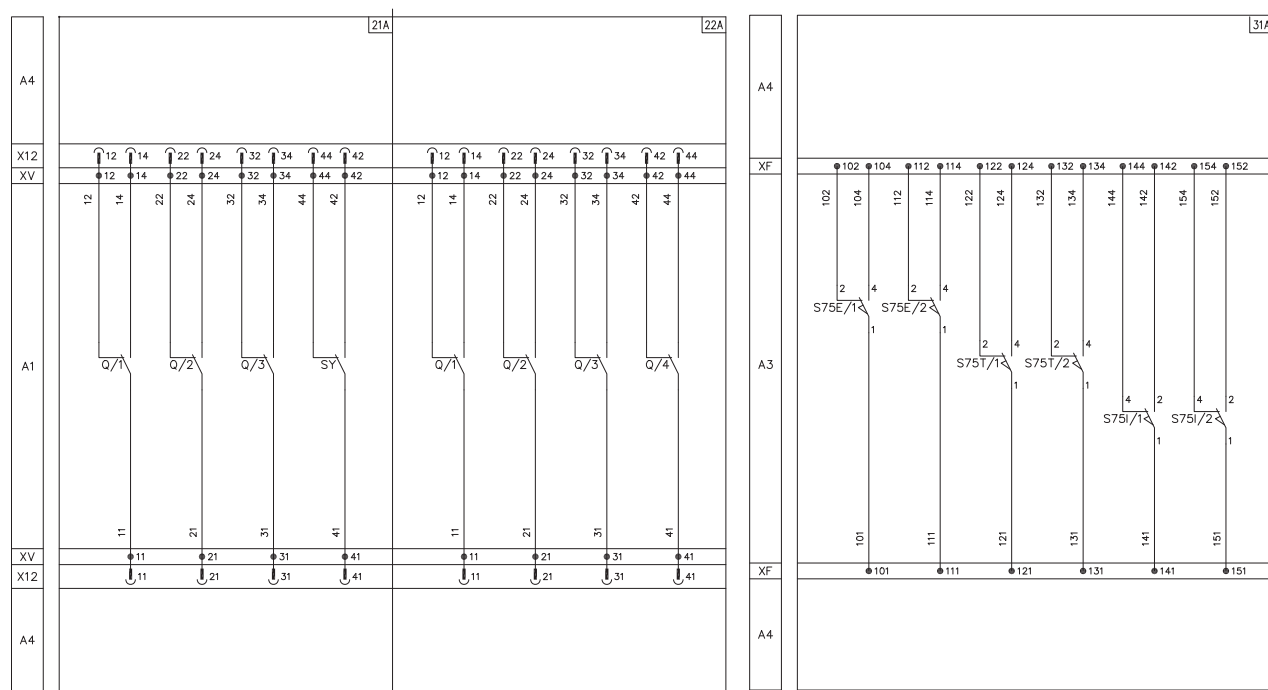 21A 22A 31A
A4 A4
X12 12 14 22 24 32 34 44 42 12 14 22 24 32 34 42 44
XF 102 104 112 114 122 124 132 134 144 142 154 152 XF
XV 12 14 22 24 32 34 44 42 12 14 22 24 32 34 42 44
12 14 22 24 32 34 44 42 12 14 22 24 32 34 42 44
102 104 112 114 122 124 132 134 144 142 154 152
2 4 2 4
S75E/1 S75E/2
1 1
2 4 2 4
A1 Q/1 Q/2 Q/3 SY Q/1 Q/2 Q/3 Q/4
A3 S75T/1 S75T/2
1 1
4 2 4 2
S75I/1 S75I/2
1 1
11 21 31 41 11 21 31 41
101 111 121 131 141 151
XV 11 21 31 41 11 21 31 41
XF 101 111 121 131 141 151
X12 11 21 31 41 11 21 31 41
A4 A4